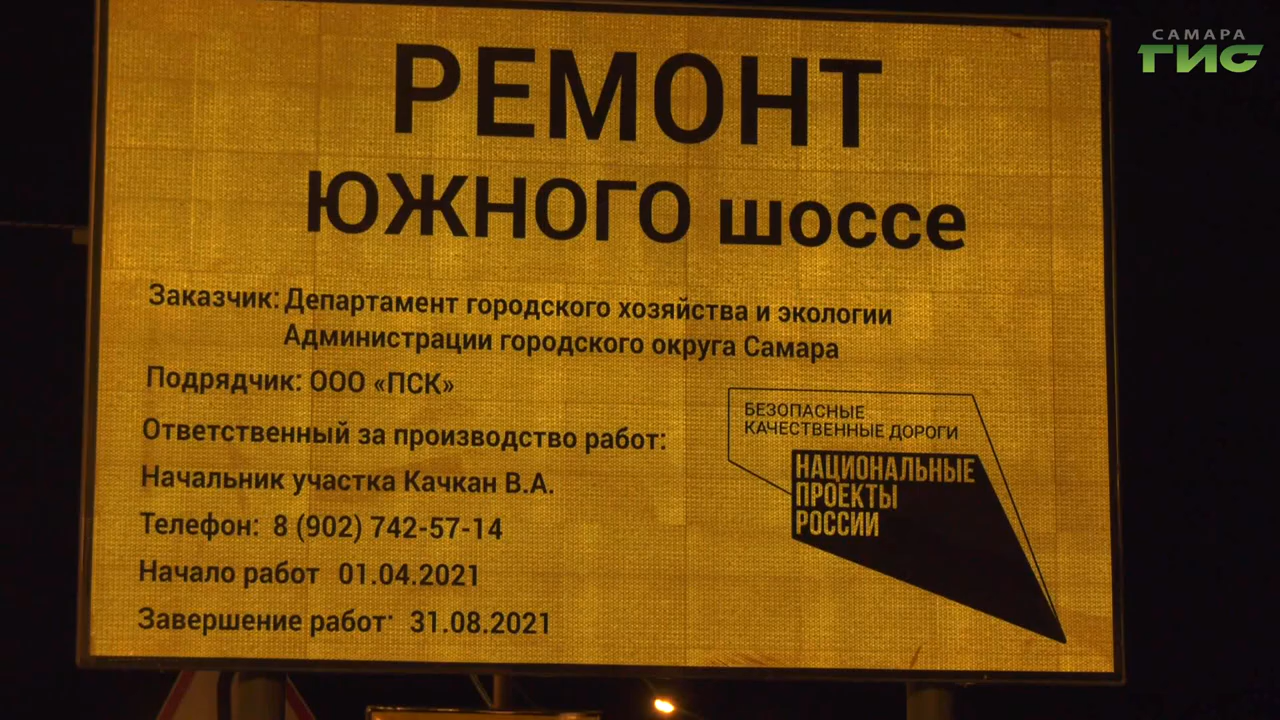 САМАРА
ГИС
РЕМОНТ
ЮЖНОГО шоссе
Заказчик: Департамент городского хозяйства и экологии
Администрации городского округа Самара
Подрядчик: ООО «ПСК»
Ответственный за производство работ:
Начальник участка Качкан В.А.
Телефон: 8 (902) 742-57-14
Начало работ 01.04.2021
Завершение работ 31.08.2021
БЕЗОПАСНЫЕ
КАЧЕСТВЕННЫЕ ДОРОГИ
НАЦИОНАЛЬНЫЕ
ПРОЕКТЫ
РОССИИ